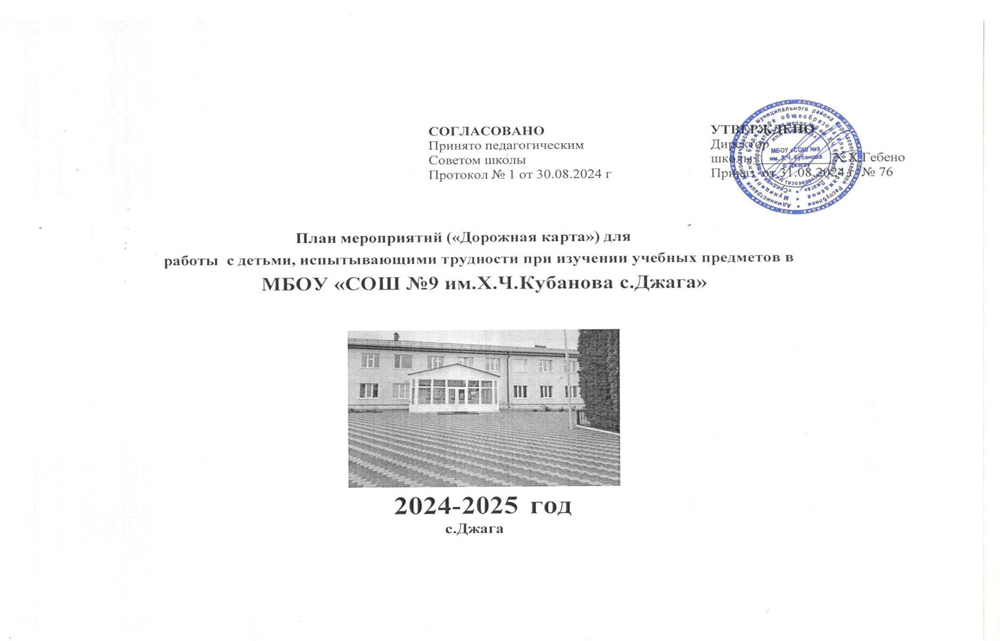 СОГЛАСОВАНО
Принято педагогическим
Советом школы
Протокол № 1 от 30.08.2024 г
УТВЕРЖДЕНО
Директор
школы Х.Х.Гебено
Приказ от 31.08.2024 г. № 76
МБОУ «СОШ №9
им. Х.Ч. Кубанова
с. Джага»
План мероприятий («Дорожная карта») для
работы с детьми, испытывающими трудности при изучении учебных предметов в
МБОУ «СОШ №9 им.Х.Ч.Кубанова с.Джага»
2024-2025 год
с.Джага